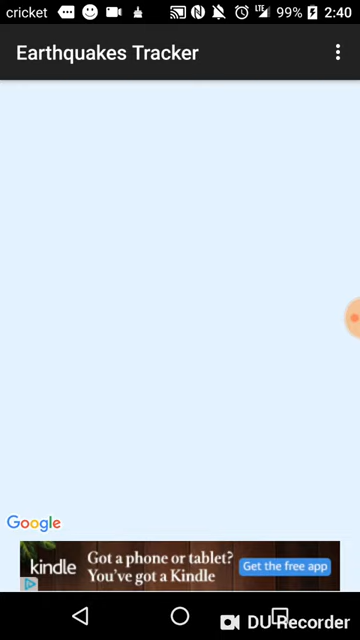 cricket LTE 99% 2:40
Earthquakes Tracker
Google
kindle Got a phone or tablet? Get the free app
You've got a Kindle
DU Recorder